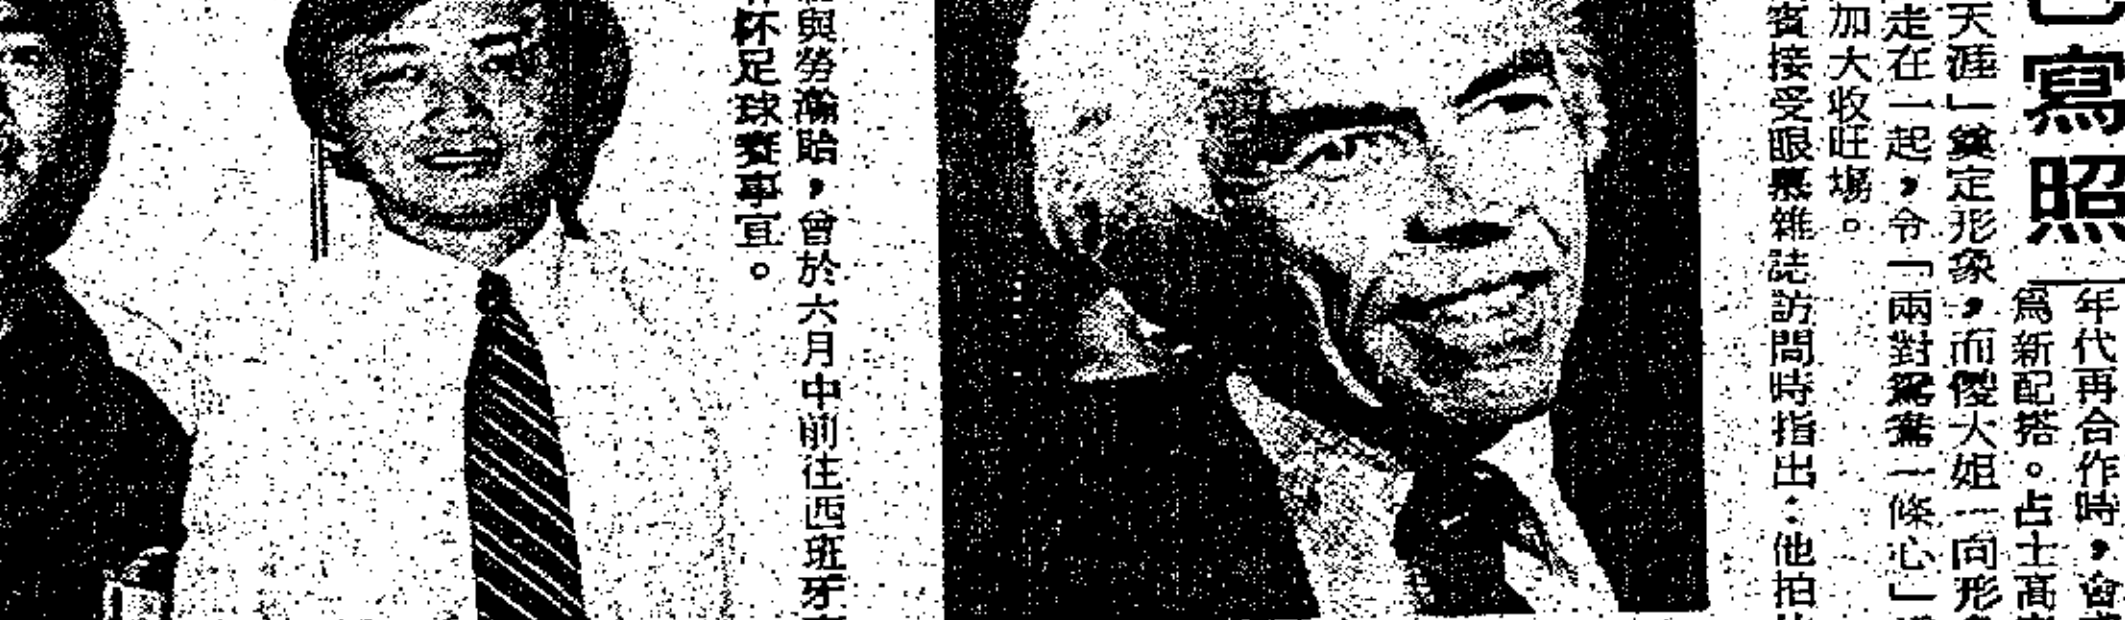 寫照
年代再合作時，會
為新配搭。占士高
天涯」奠定形象，而傻大姐一向形
走在一起，令「兩對鴛鴦一條心」
加大收旺場。
賓接受眼界雜誌訪問時指出：他拍
與勞瀚貽，曾於六月中前往西班牙
杯足球賽事宜。